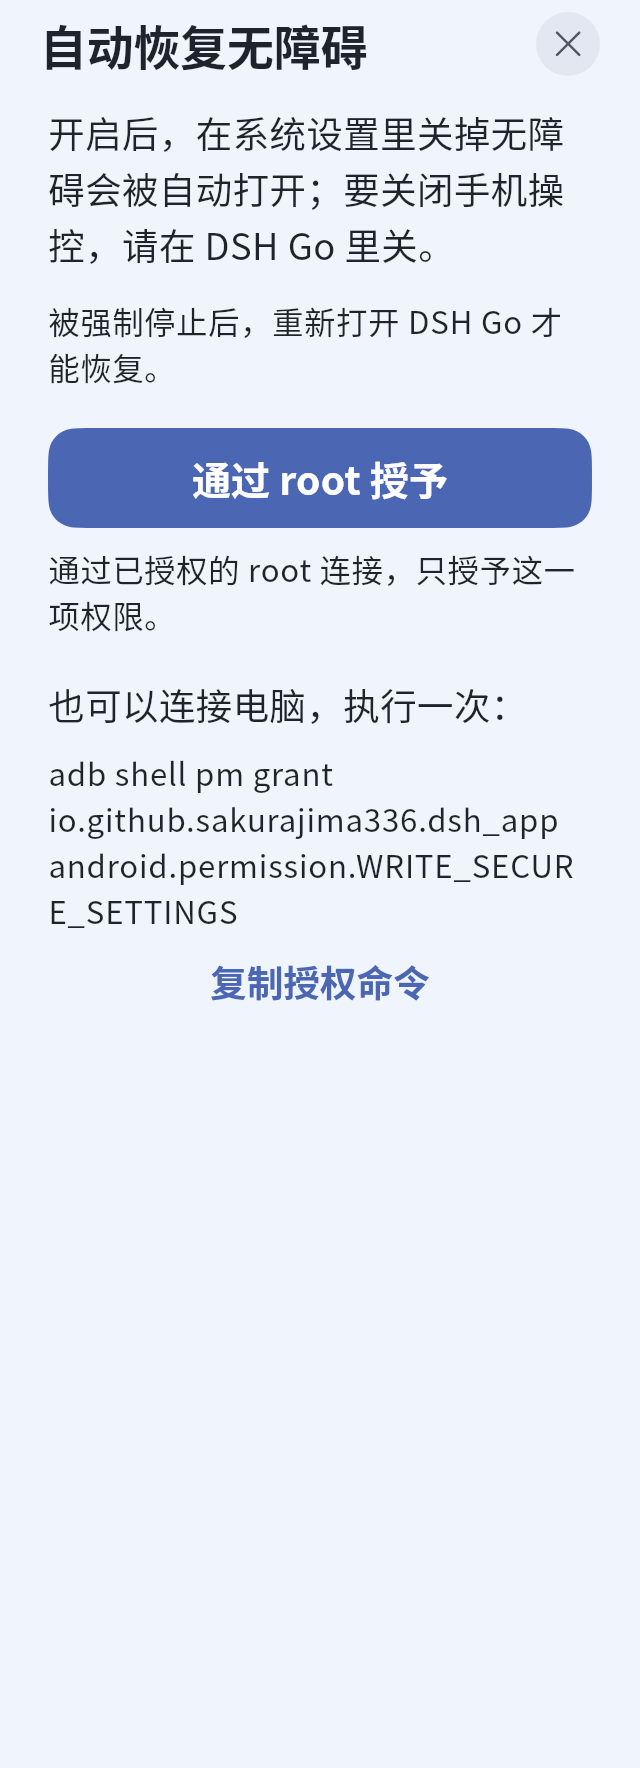 自动恢复无障碍
开启后，在系统设置里关掉无障
碍会被自动打开；要关闭手机操
控，请在 DSH Go 里关。
被强制停止后，重新打开 DSH Go 才
能恢复。
通过 root 授予
通过已授权的 root 连接，只授予这一
项权限。
也可以连接电脑，执行一次：
adb shell pm grant
io.github.sakurajima336.dsh_app
android.permission.WRITE_SECUR
E_SETTINGS
复制授权命令